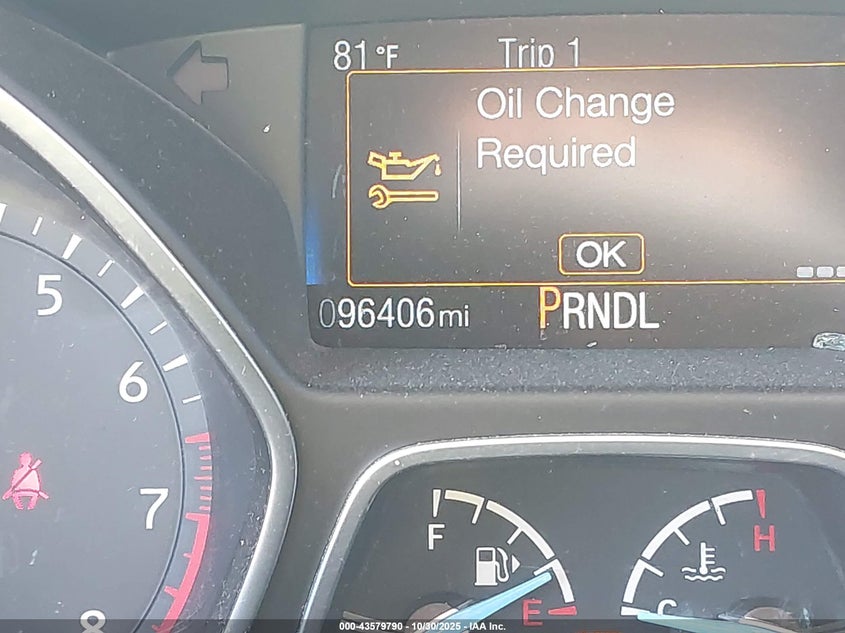 81°F Trip 1
Oil Change
Required
OK
096406mi PRNDL
5
6
7
8
F
E
H
C
000-43579790 - 10/30/2025 - IAA Inc.